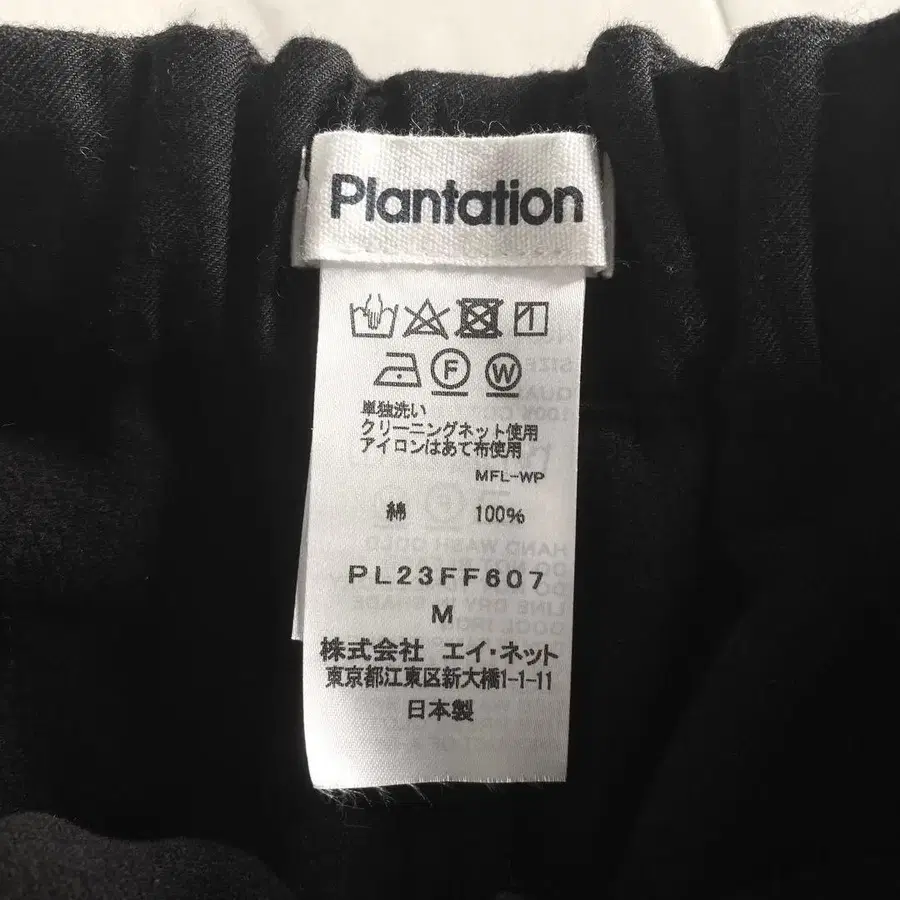 Plantation
F W
単独洗い
クリーニングネット使用
アイロンはあて布使用
MFL-WP
綿 100%
PL23FF607
M
株式会社 エイ・ネット
東京都江東区新大橋1-1-11
日本製